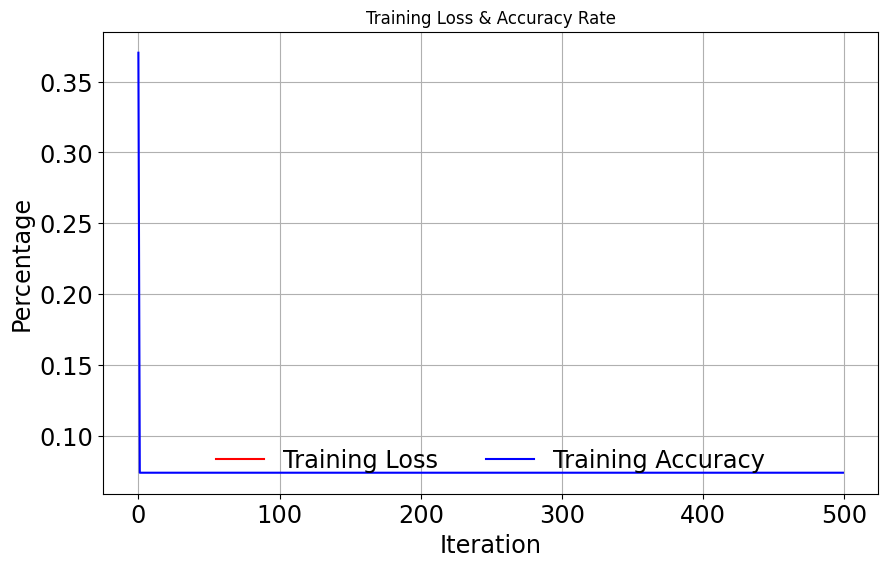 Training Loss & Accuracy Rate
0.35
0.30
0.25
0.20
0.15
0.10
Percentage
Training Loss
Training Accuracy
0 100 200 300 400 500
Iteration